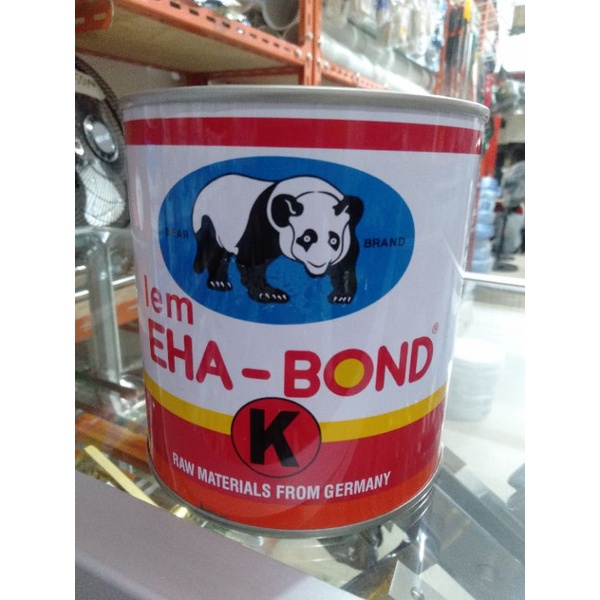 BEAR BRAND
lem
EHA-BOND®
K
RAW MATERIALS FROM GERMANY